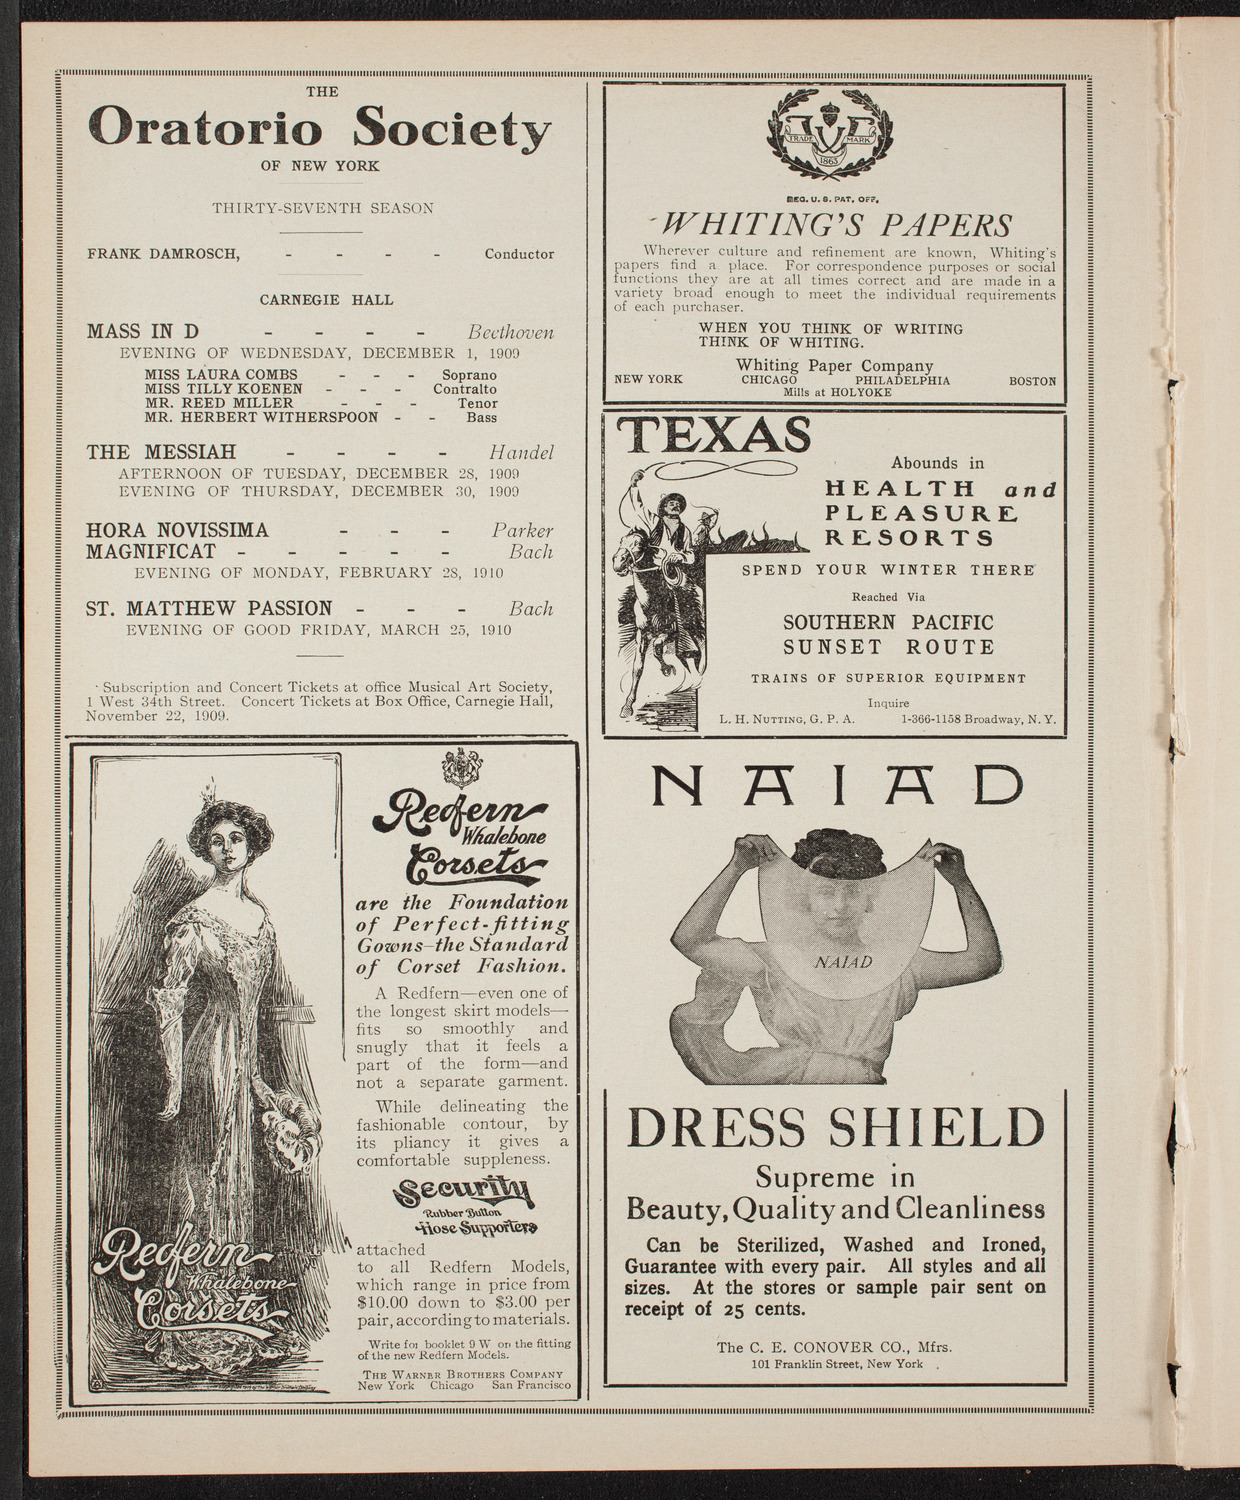 THE
Oratorio Society
OF NEW YORK
THIRTY-SEVENTH SEASON
FRANK DAMROSCH, - - - - Conductor
CARNEGIE HALL
MASS IN D - - - - Beethoven
EVENING OF WEDNESDAY, DECEMBER 1, 1909
MISS LAURA COMBS - - - Soprano
MISS TILLY KOENEN - - - Contralto
MR. REED MILLER - - - Tenor
MR. HERBERT WITHERSPOON - - Bass
THE MESSIAH - - - - Handel
AFTERNOON OF TUESDAY, DECEMBER 28, 1909
EVENING OF THURSDAY, DECEMBER 30, 1909
HORA NOVISSIMA - - - Parker
MAGNIFICAT - - - - - Bach
EVENING OF MONDAY, FEBRUARY 28, 1910
ST. MATTHEW PASSION - - - Bach
EVENING OF GOOD FRIDAY, MARCH 25, 1910
Subscription and Concert Tickets at office Musical Art Society,
1 West 34th Street. Concert Tickets at Box Office, Carnegie Hall,
November 22, 1909.
Redfern
Whalebone
Corsets
Redfern
Whalebone
Corsets
are the Foundation
of Perfect-fitting
Gowns—the Standard
of Corset Fashion.
A Redfern—even one of
the longest skirt models—
fits so smoothly and
snugly that it feels a
part of the form—and
not a separate garment.
While delineating the
fashionable contour, by
its pliancy it gives a
comfortable suppleness.
Security
Rubber Button
Hose Supporters
attached
to all Redfern Models,
which range in price from
$10.00 down to $3.00 per
pair, according to materials.
Write for booklet 9 W on the fitting
of the new Redfern Models.
THE WARNER BROTHERS COMPANY
New York Chicago San Francisco
TRADE MARK
1865
REG. U. S. PAT. OFF.
WHITING'S PAPERS
Wherever culture and refinement are known, Whiting's
papers find a place. For correspondence purposes or social
functions they are at all times correct and are made in a
variety broad enough to meet the individual requirements
of each purchaser.
WHEN YOU THINK OF WRITING
THINK OF WHITING.
Whiting Paper Company
NEW YORK CHICAGO PHILADELPHIA BOSTON
Mills at HOLYOKE
TEXAS
Abounds in
HEALTH and
PLEASURE
RESORTS
SPEND YOUR WINTER THERE
Reached Via
SOUTHERN PACIFIC
SUNSET ROUTE
TRAINS OF SUPERIOR EQUIPMENT
Inquire
L. H. NUTTING, G. P. A. 1-366-1158 Broadway, N. Y.
NAIAD
NAIAD
DRESS SHIELD
Supreme in
Beauty, Quality and Cleanliness
Can be Sterilized, Washed and Ironed,
Guarantee with every pair. All styles and all
sizes. At the stores or sample pair sent on
receipt of 25 cents.
The C. E. CONOVER CO., Mfrs.
101 Franklin Street, New York